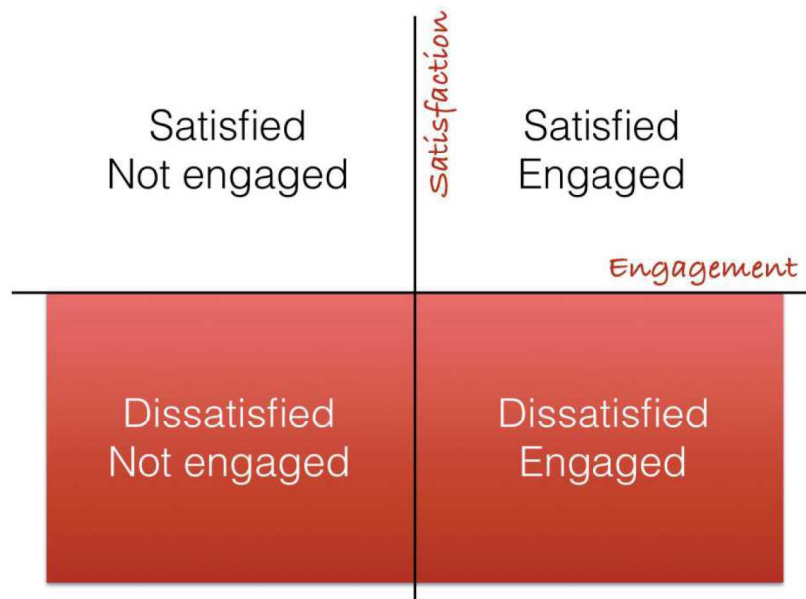 Satisfied
Not engaged
Satisfaction
Satisfied
Engaged
Engagement
Dissatisfied
Not engaged
Dissatisfied
Engaged